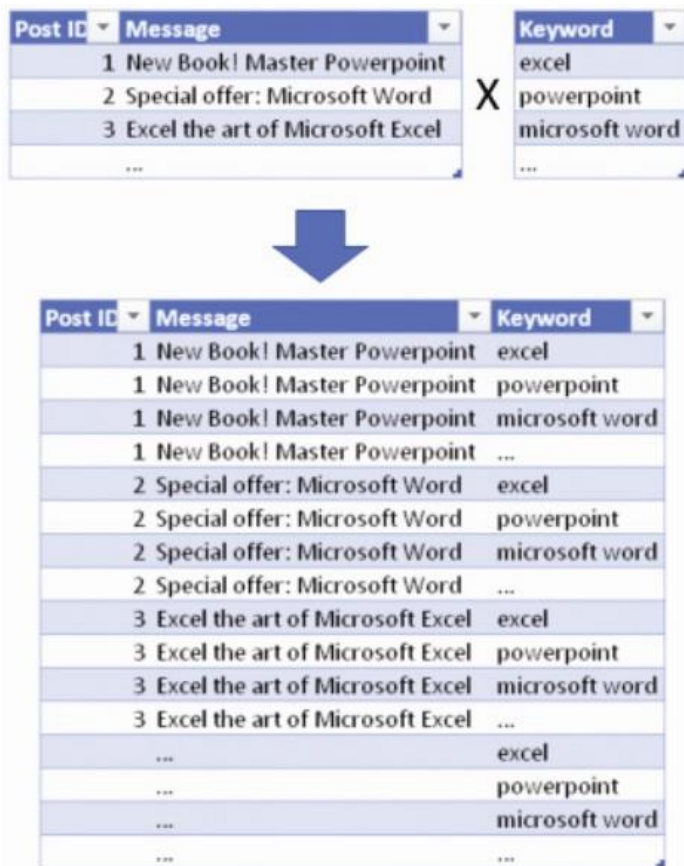 Post ID Message
1 New Book! Master Powerpoint
2 Special offer: Microsoft Word
3 Excel the art of Microsoft Excel
...
X
Keyword
excel
powerpoint
microsoft word
...
Post ID Message Keyword
1 New Book! Master Powerpoint excel
1 New Book! Master Powerpoint powerpoint
1 New Book! Master Powerpoint microsoft word
1 New Book! Master Powerpoint ...
2 Special offer: Microsoft Word excel
2 Special offer: Microsoft Word powerpoint
2 Special offer: Microsoft Word microsoft word
2 Special offer: Microsoft Word ...
3 Excel the art of Microsoft Excel excel
3 Excel the art of Microsoft Excel powerpoint
3 Excel the art of Microsoft Excel microsoft word
3 Excel the art of Microsoft Excel ...
... excel
... powerpoint
... microsoft word
... ...